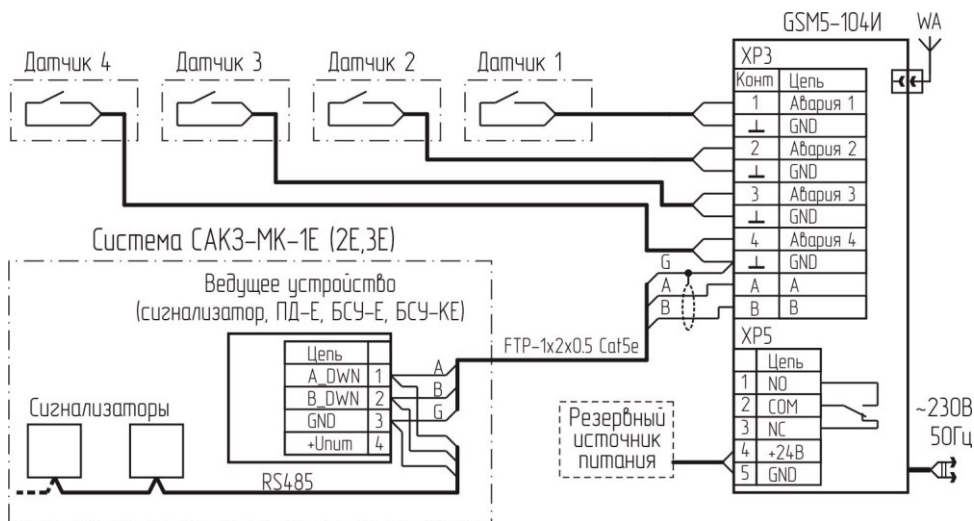 GSM5-104И
WA
Датчик 4
Датчик 3
Датчик 2
Датчик 1
XP3
Конт Цепь
1 Авария 1
⊥ GND
2 Авария 2
⊥ GND
3 Авария 3
⊥ GND
4 Авария 4
⊥ GND
A A
B B
G
A
B
Система САКЗ-МК-1Е (2Е,3Е)
Ведущее устройство
(сигнализатор, ПД-Е, БСУ-Е, БСУ-КЕ)
Цепь
A_DWN 1
B_DWN 2
GND 3
+Uпит 4
A
B
G
FTP-1x2x0.5 Cat5e
Сигнализаторы
RS485
XP5
Цепь
1 NO
2 COM
3 NC
4 +24В
5 GND
Резервный
источник
питания
~230В
50Гц